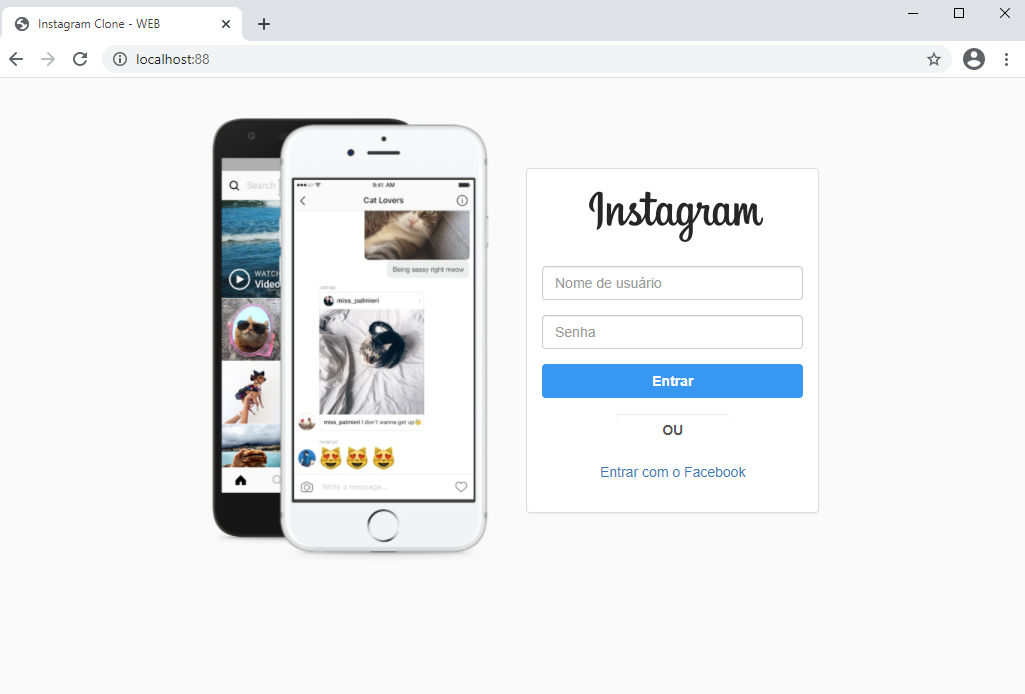 Instagram Clone - WEB
localhost:88
Search
WATCH
Video
9:41 AM
Cat Lovers
Being sassy right meow
miss_palmieri
miss_palmieri I don't wanna get up
Write a message...
Instagram
Nome de usuário
Senha
Entrar
OU
Entrar com o Facebook